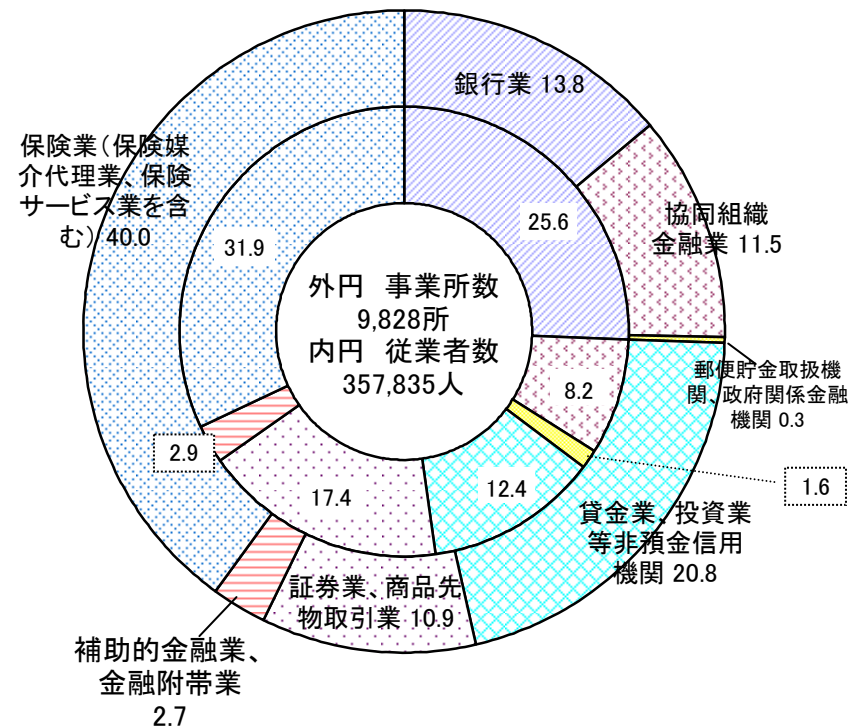 銀行業 13.8
協同組織
金融業 11.5
郵便貯金取扱機
関、政府関係金融
機関 0.3
貸金業、投資業
等非預金信用
機関 20.8
証券業、商品先
物取引業 10.9
補助的金融業、
金融附帯業
2.7
保険業（保険媒
介代理業、保険
サービス業を含
む） 40.0
25.6
8.2
1.6
12.4
17.4
2.9
31.9
外円　事業所数
9,828所
内円　従業者数
357,835人